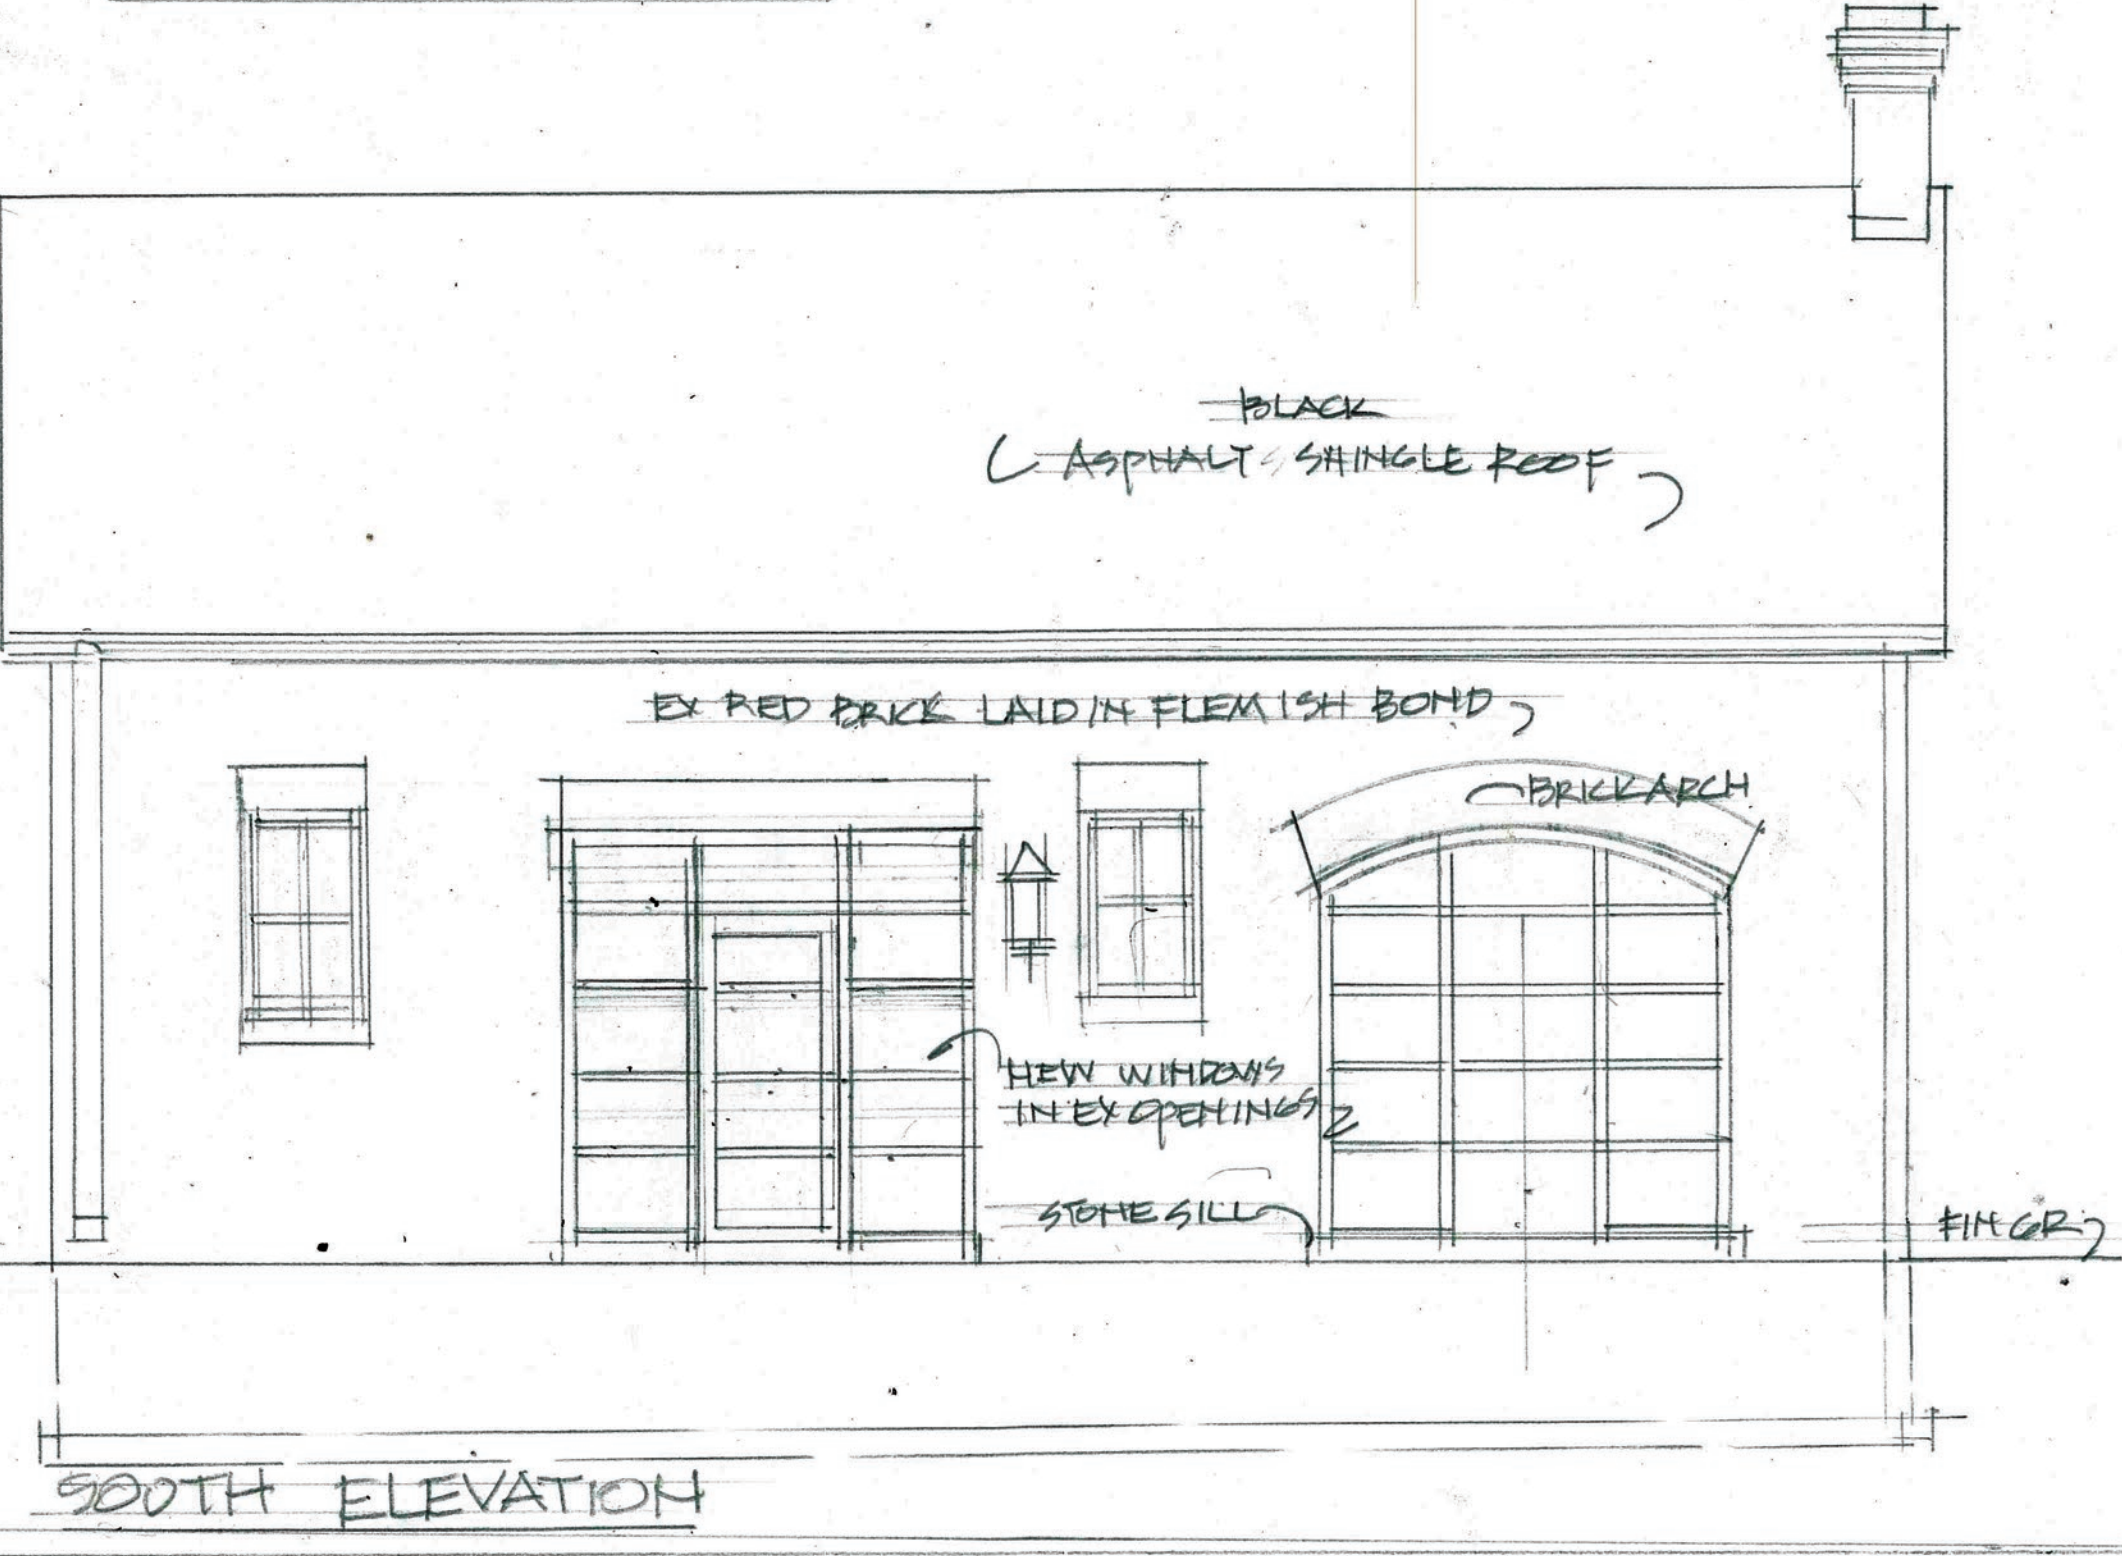 BLACK
ASPHALT SHINGLE ROOF
EX RED BRICK LAID IN FLEMISH BOND
BRICK ARCH
NEW WINDOWS
IN EX OPENINGS
STONE SILL
FIN GR
SOUTH ELEVATION